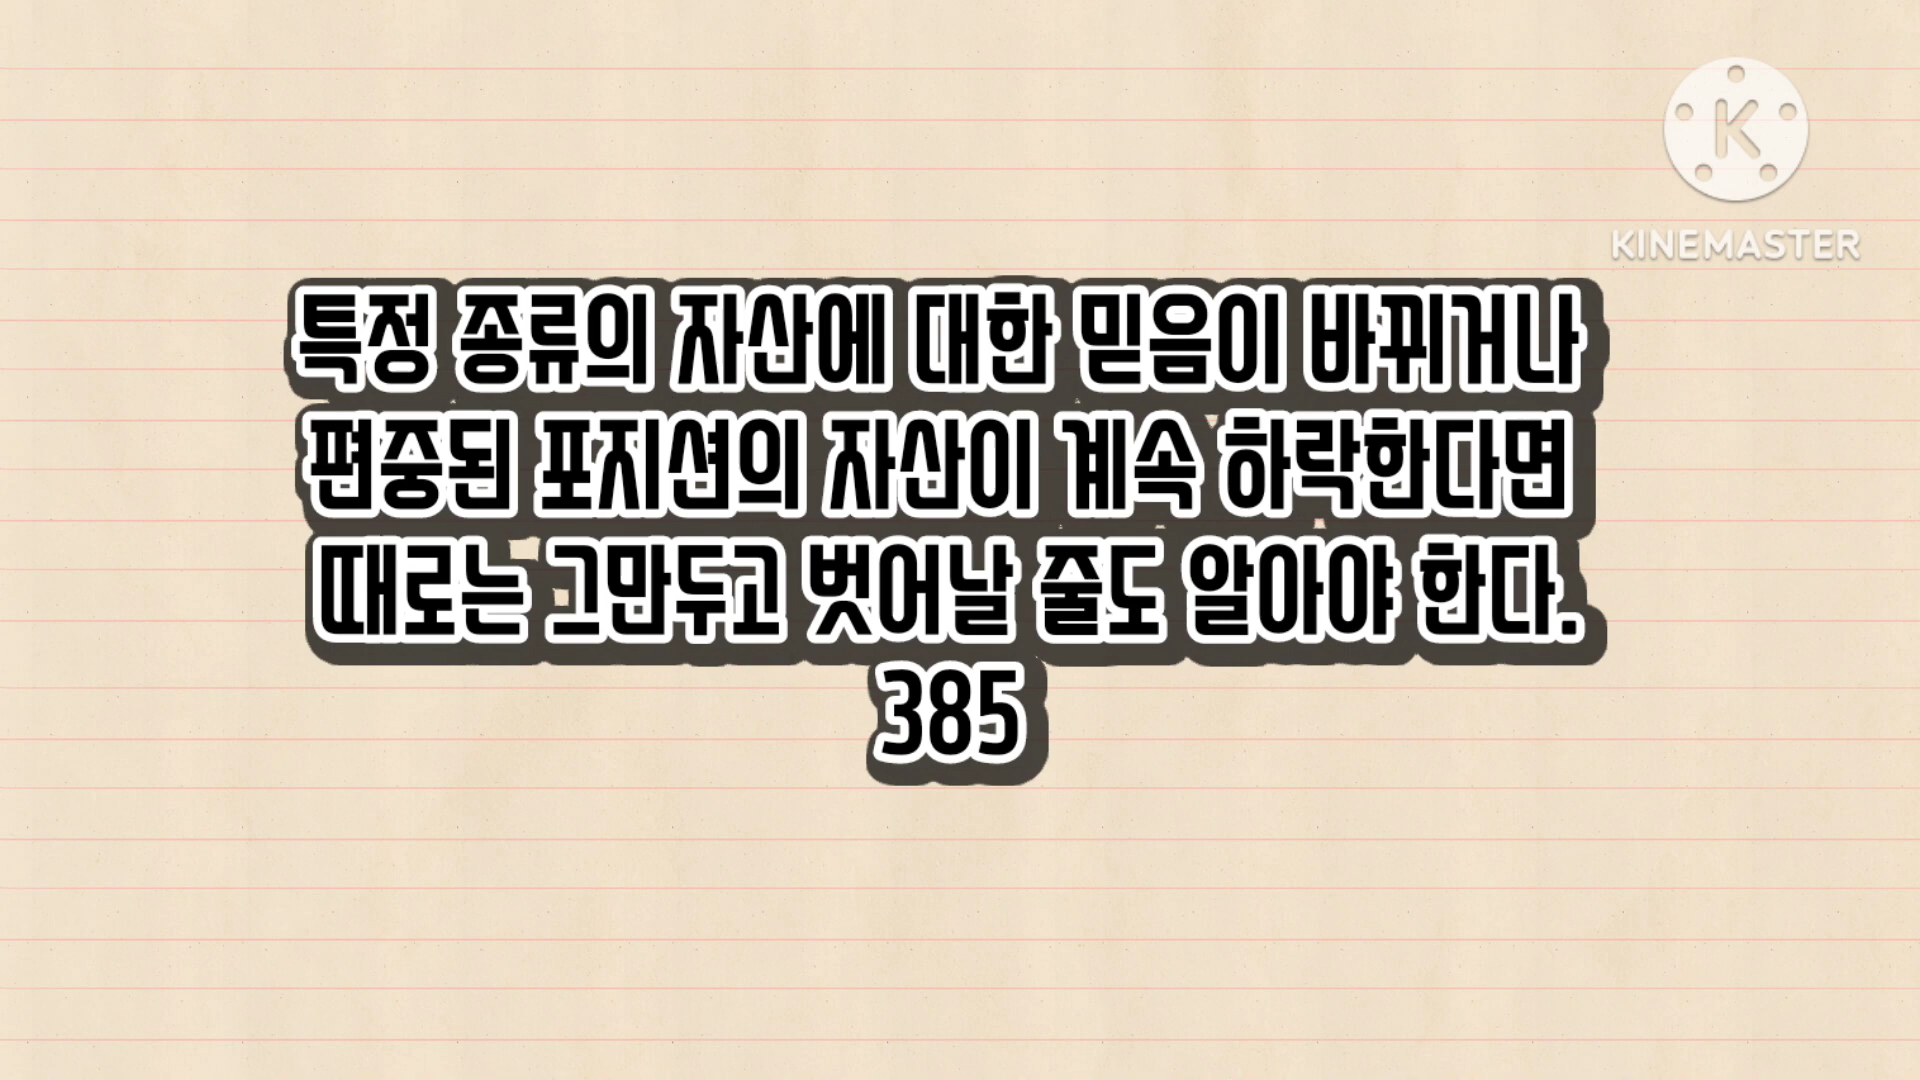 K
KINEMASTER
특정 종류의 자산에 대한 믿음이 바뀌거나
편중된 포지션의 자산이 계속 하락한다면
때로는 그만두고 벗어날 줄도 알아야 한다.
385